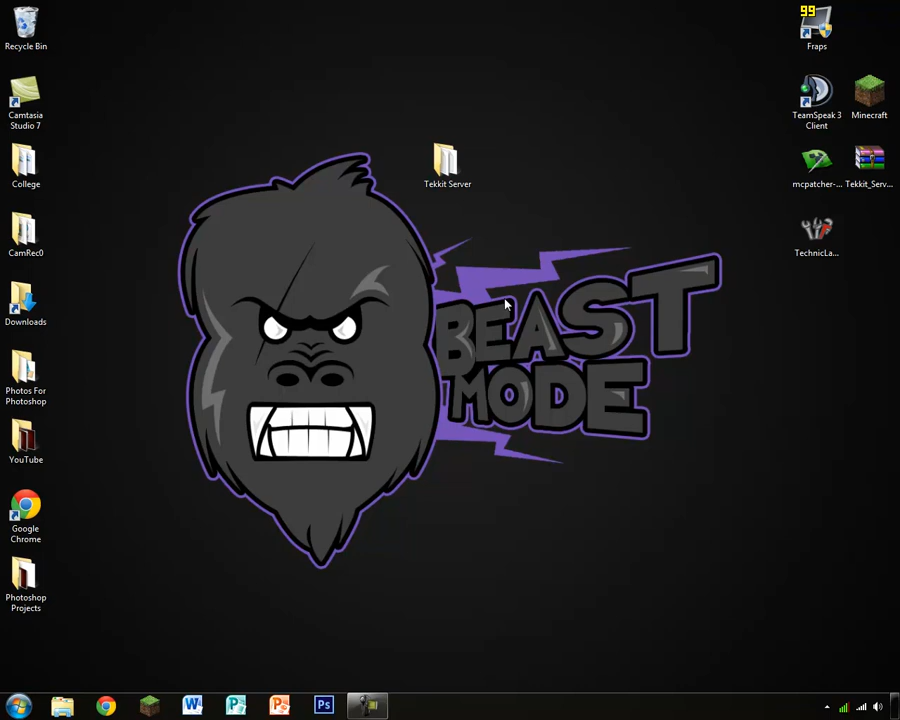 Recycle Bin
Camtasia
Studio 7
College
CamRec0
Downloads
Photos For
Photoshop
YouTube
Google
Chrome
Photoshop
Projects
Tekkit Server
BEAST
MODE
99
Fraps
TeamSpeak 3
Client
Minecraft
mcpatcher-...
Tekkit_Serv...
TechnicLa...
W
P
P
Ps